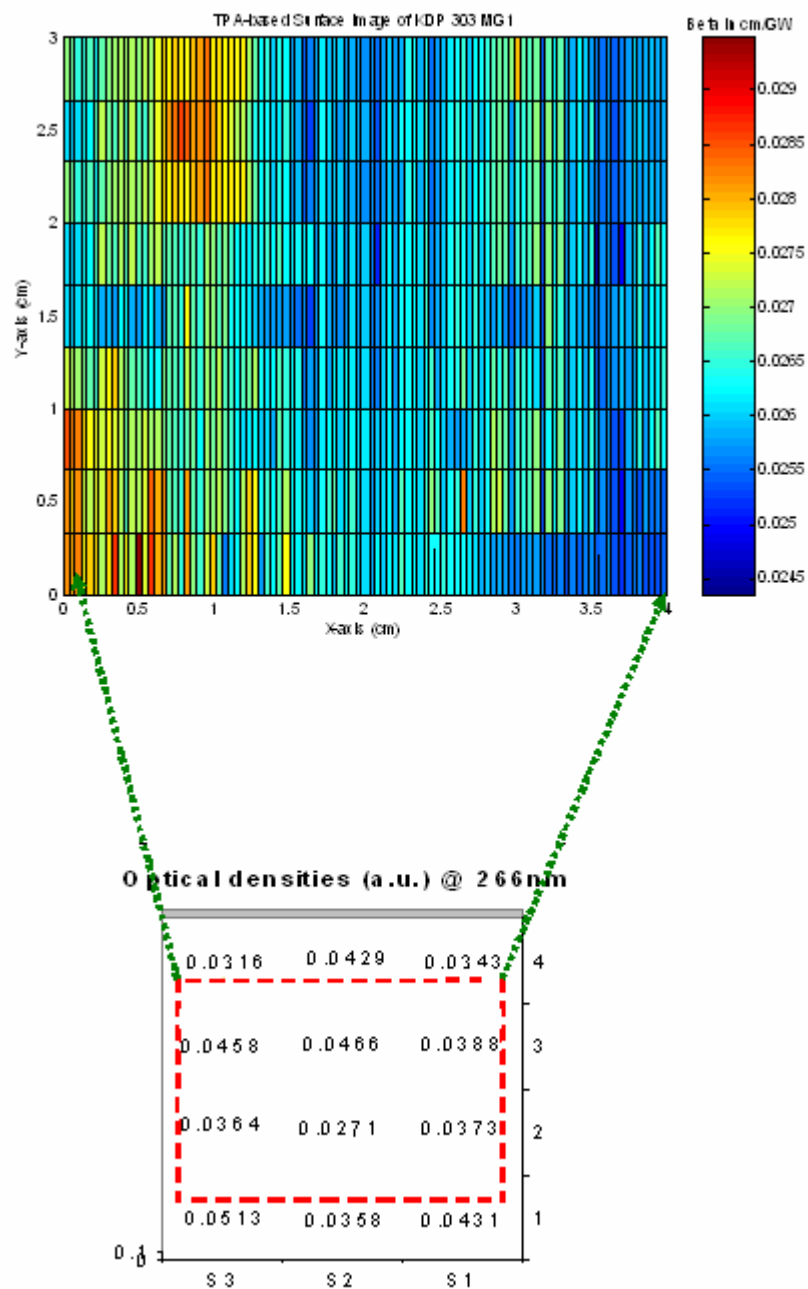 TPA-based Surface Image of KDP 303 MG1
Beta in cm/GW
3
2.5
2
1.5
1
0.5
0
Y-axis (cm)
0 0.5 1 1.5 2 2.5 3 3.5 4
X-axis (cm)
0.029
0.0285
0.028
0.0275
0.027
0.0265
0.026
0.0255
0.025
0.0245
Optical densities (a.u.) @ 266nm
0.0316 0.0429 0.0343 4
0.0458 0.0466 0.0388 3
0.0364 0.0271 0.0373 2
0.0513 0.0358 0.0431 1
0.1
0
S3 S2 S1